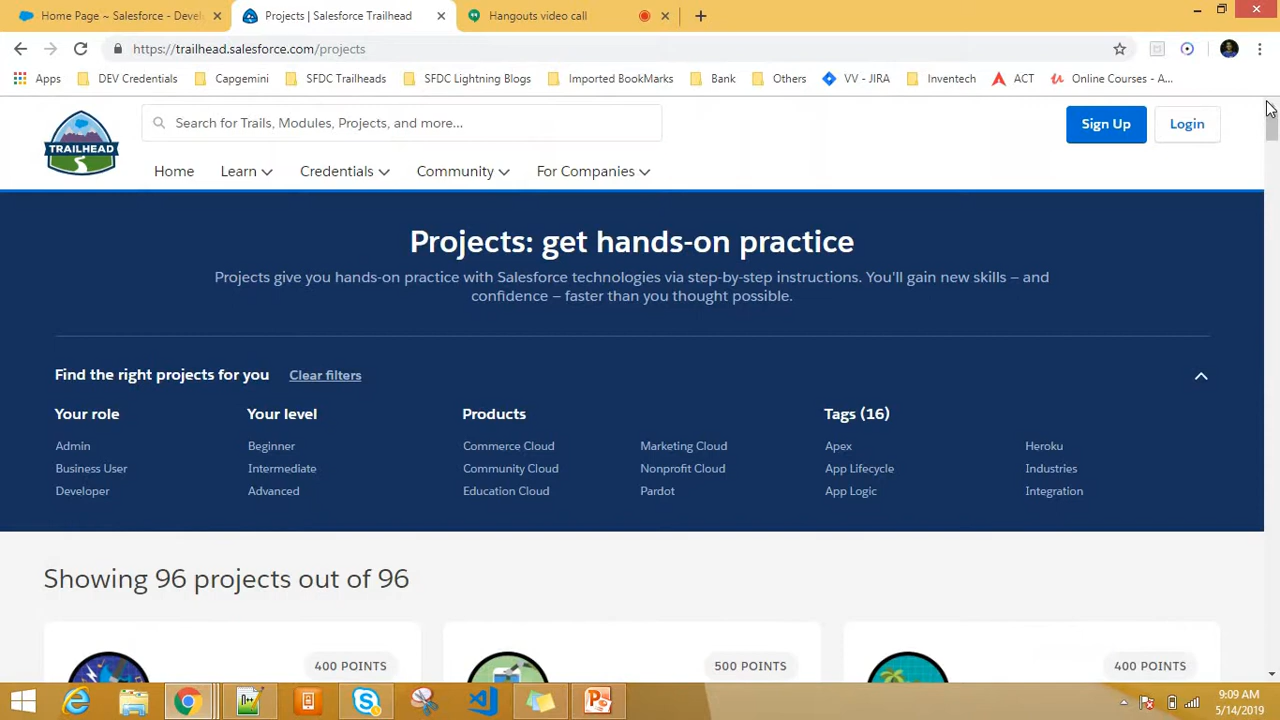 Home Page ~ Salesforce - Devel
Projects | Salesforce Trailhead
Hangouts video call
https://trailhead.salesforce.com/projects
Apps DEV Credentials Capgemini SFDC Trailheads SFDC Lightning Blogs Imported BookMarks Bank Others VV - JIRA Inventech ACT Online Courses - A...
TRAILHEAD
Search for Trails, Modules, Projects, and more...
Sign Up Login
Home Learn Credentials Community For Companies
Projects: get hands-on practice
Projects give you hands-on practice with Salesforce technologies via step-by-step instructions. You'll gain new skills – and
confidence – faster than you thought possible.
Find the right projects for you Clear filters
Your role Your level Products Tags (16)
Admin Beginner Commerce Cloud Marketing Cloud Apex Heroku
Business User Intermediate Community Cloud Nonprofit Cloud App Lifecycle Industries
Developer Advanced Education Cloud Pardot App Logic Integration
Showing 96 projects out of 96
400 POINTS 500 POINTS 400 POINTS
9:09 AM
5/14/2019